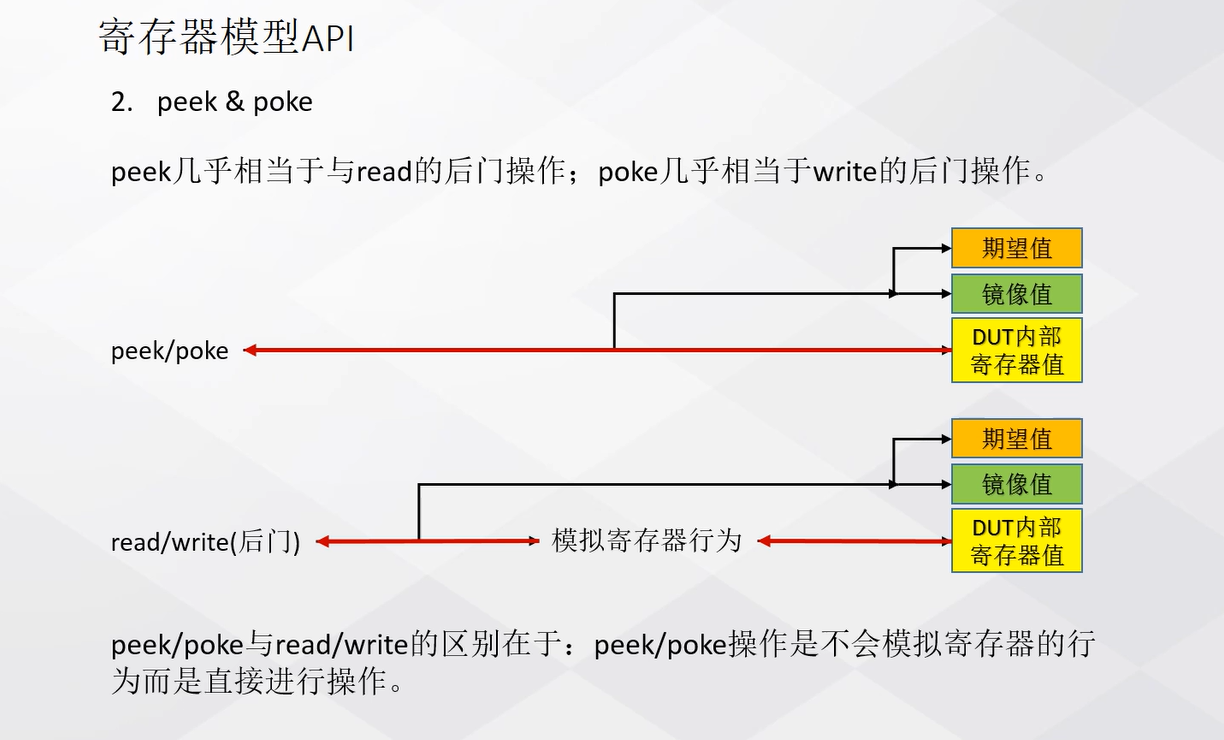 寄存器模型API
2. peek & poke
peek几乎相当于与read的后门操作；poke几乎相当于write的后门操作。
期望值
镜像值
peek/poke
DUT内部
寄存器值
期望值
镜像值
read/write(后门)
模拟寄存器行为
DUT内部
寄存器值
peek/poke与read/write的区别在于：peek/poke操作是不会模拟寄存器的行
为而是直接进行操作。